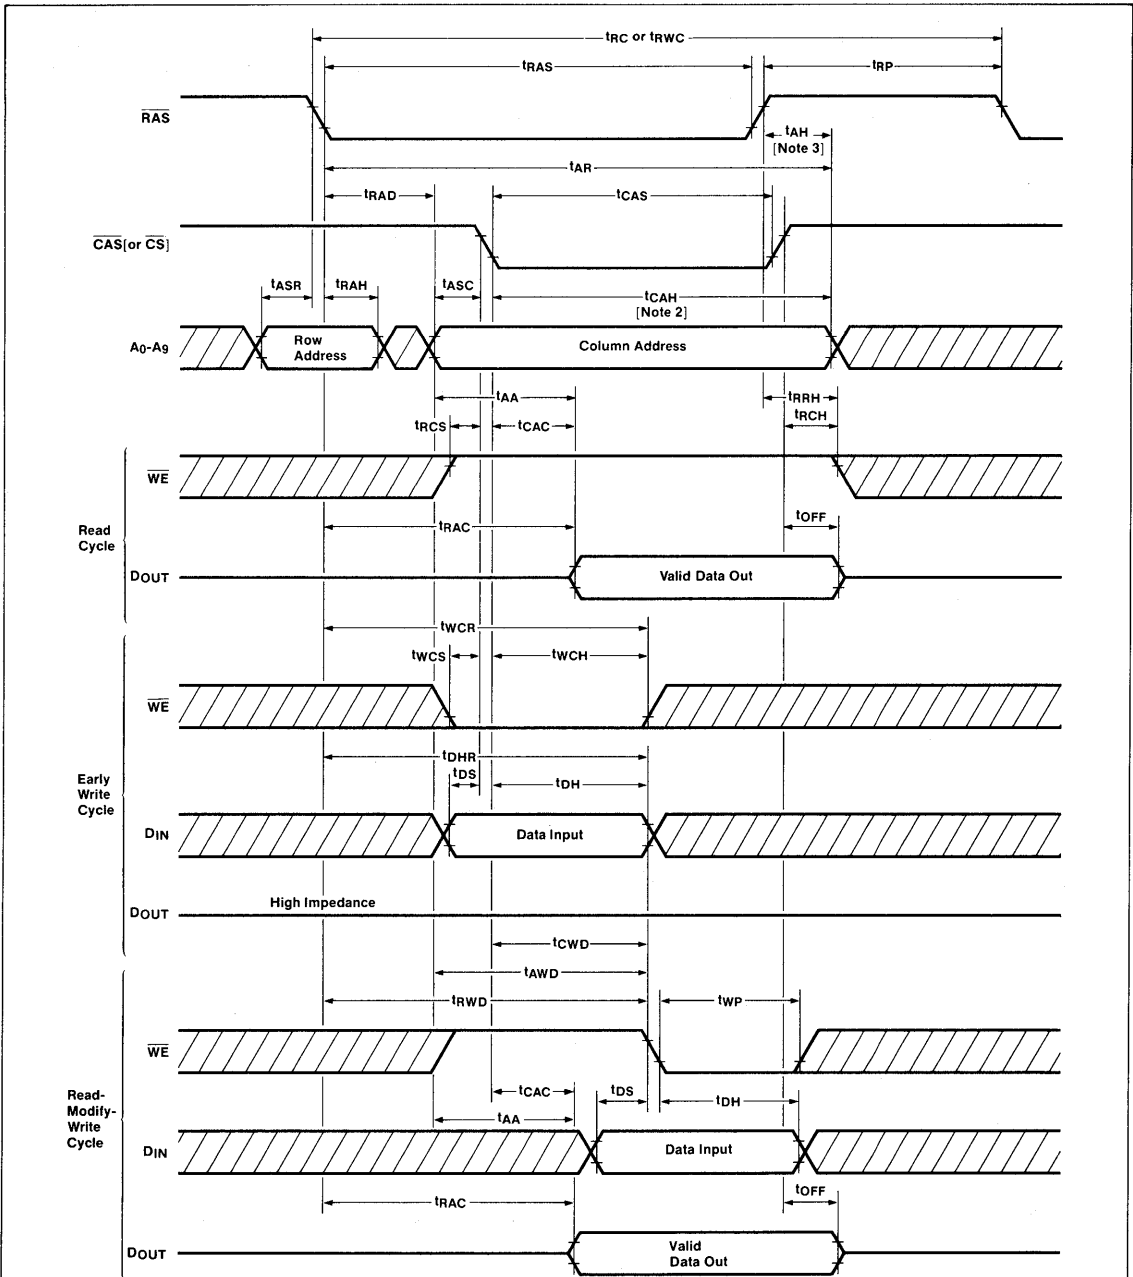 tRC or tRWC
tRAS
tRP
RAS
tAH
[Note 3]
tAR
tRAD
tCAS
CAS[or CS]
tASR
tRAH
tASC
tCAH
[Note 2]
A0-A9
Row
Address
Column Address
tAA
tRRH
tRCS
tCAC
tRCH
WE
Read
Cycle
tRAC
tOFF
DOUT
Valid Data Out
tWCR
tWCS
tWCH
WE
Early
Write
Cycle
tDHR
tDS
tDH
DIN
Data Input
DOUT
High Impedance
tCWD
tAWD
tRWD
tWP
WE
Read-
Modify-
Write
Cycle
tCAC
tDS
tDH
tAA
DIN
Data Input
tRAC
tOFF
DOUT
Valid
Data Out